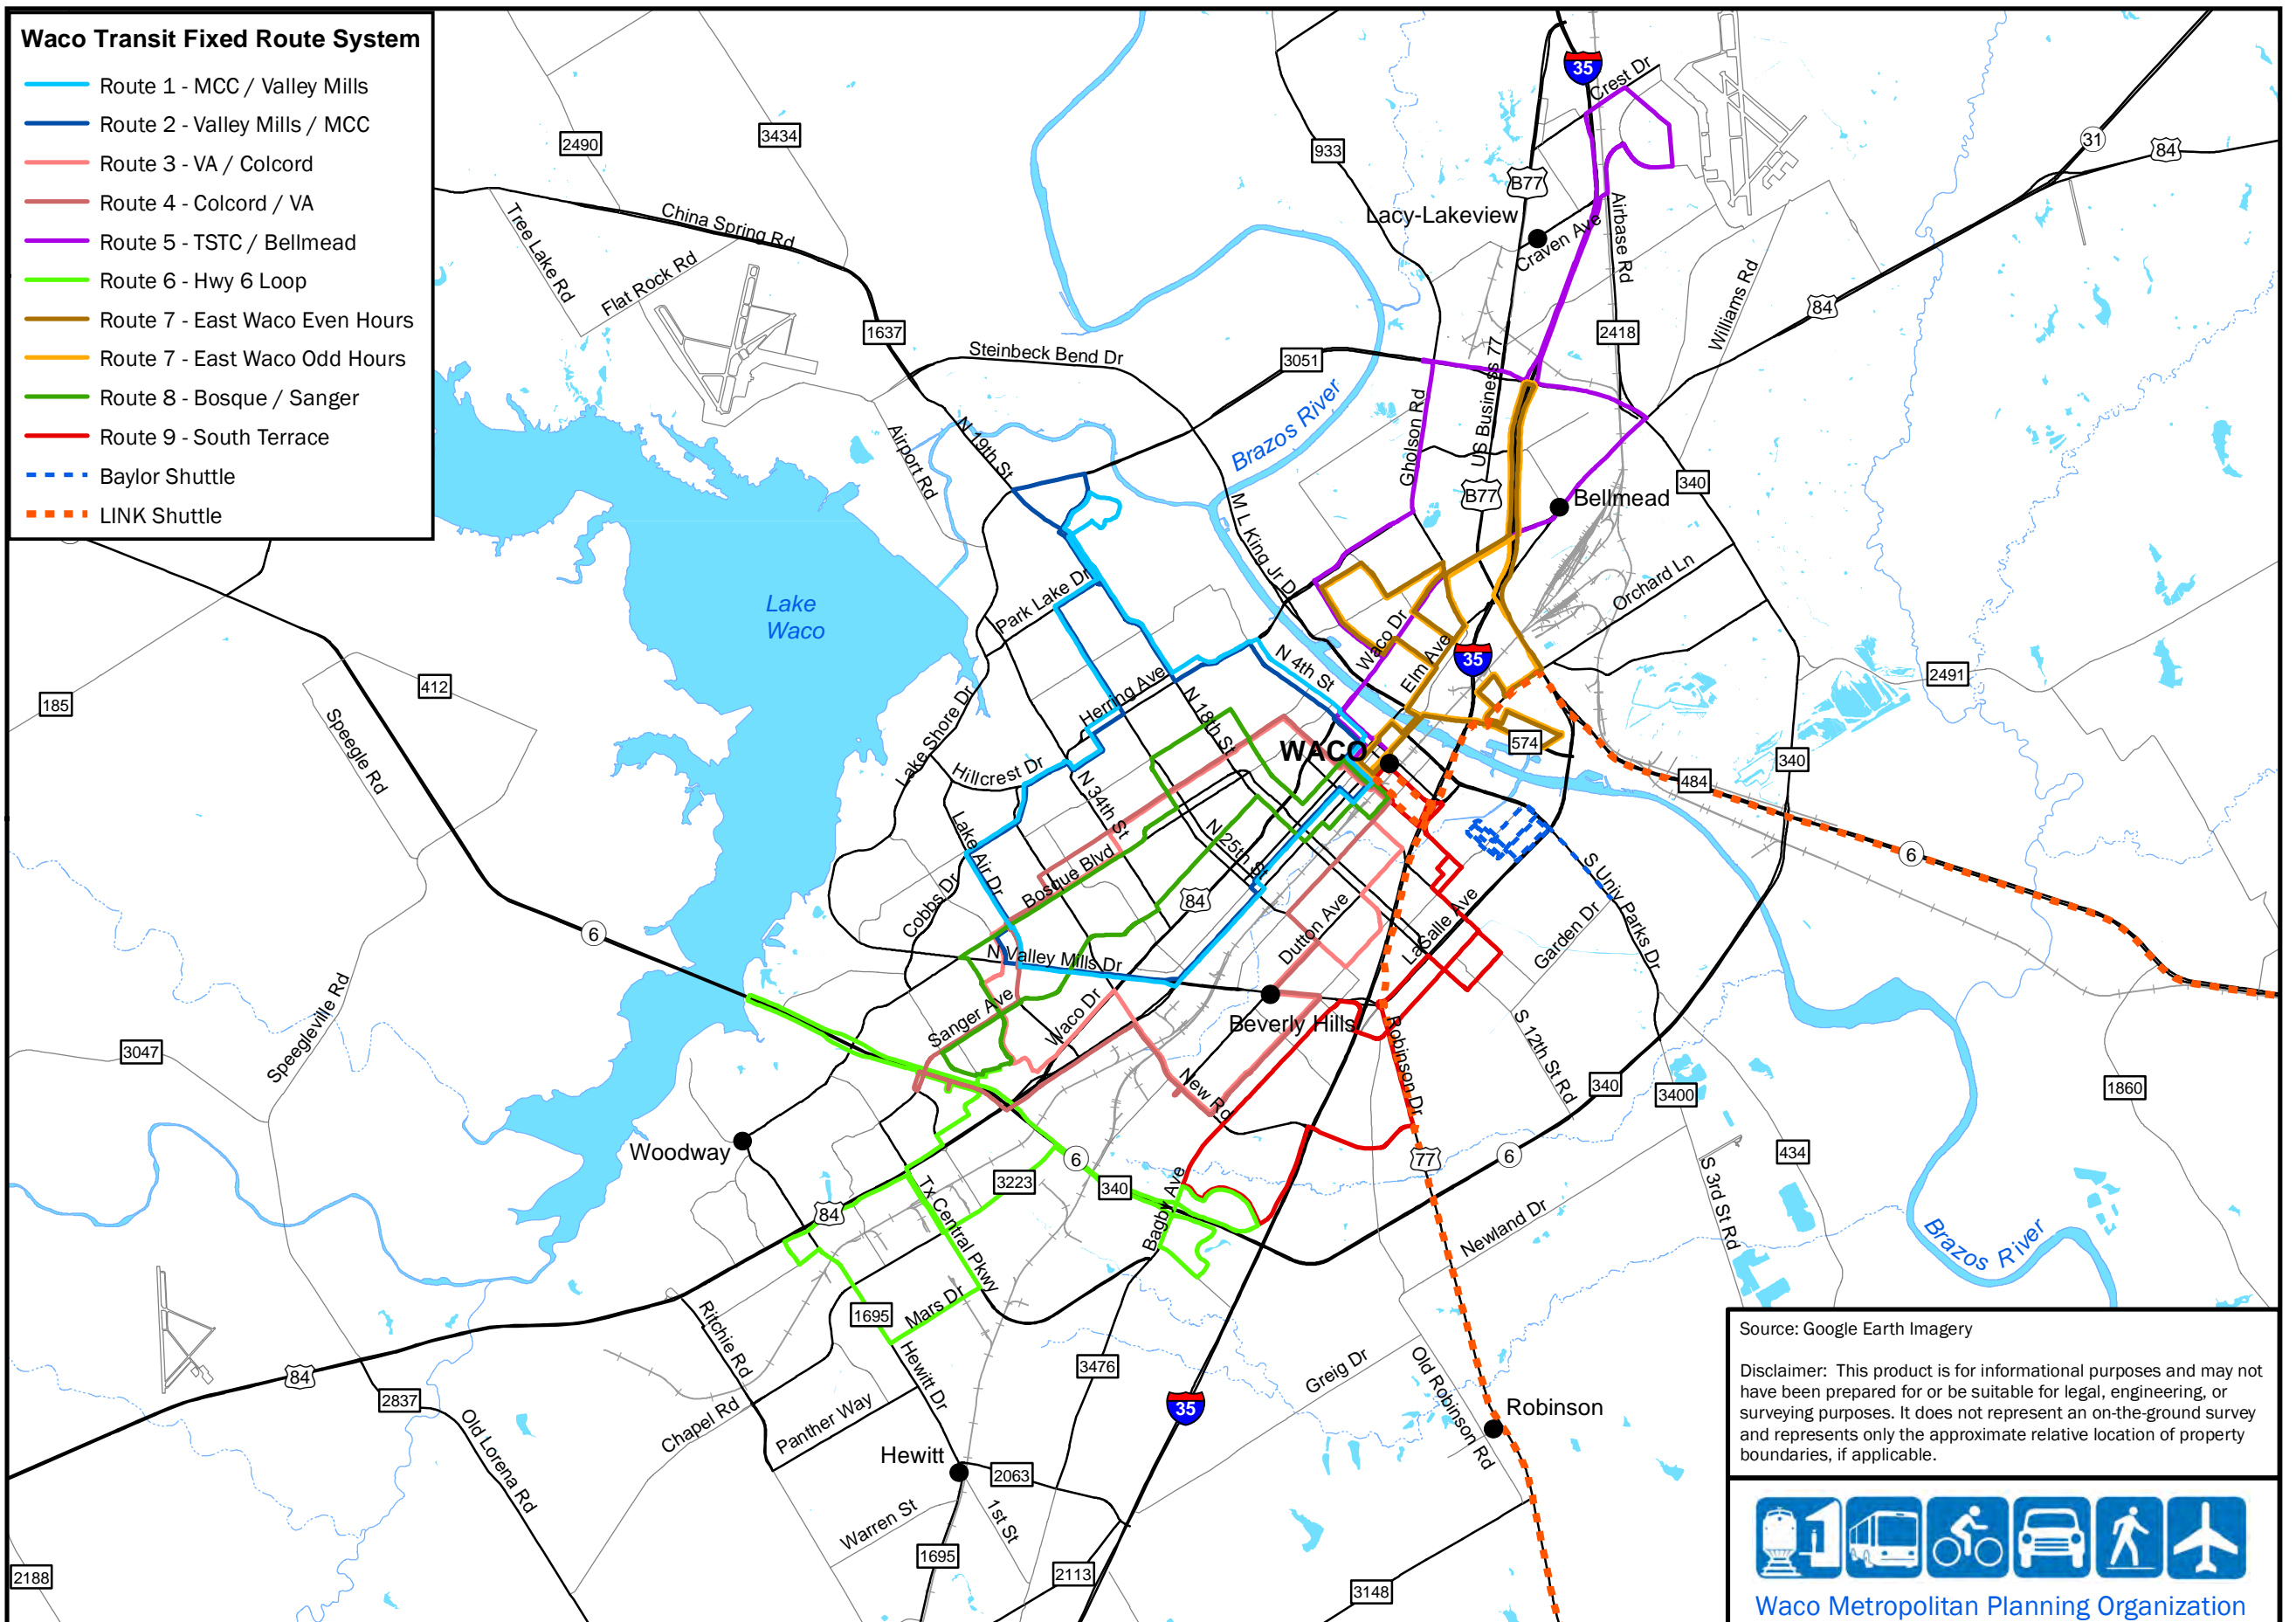 Waco Transit Fixed Route System
Route 1 - MCC / Valley Mills
Route 2 - Valley Mills / MCC
Route 3 - VA / Colcord
Route 4 - Colcord / VA
Route 5 - TSTC / Bellmead
Route 6 - Hwy 6 Loop
Route 7 - East Waco Even Hours
Route 7 - East Waco Odd Hours
Route 8 - Bosque / Sanger
Route 9 - South Terrace
Baylor Shuttle
LINK Shuttle
35
Crest Dr
2490
3434
933
31
84
B77
Lacy-Lakeview
Craven Ave
Airbase Rd
Tree Lake Rd
China Spring Rd
Flat Rock Rd
Williams Rd
84
1637
2418
Steinbeck Bend Dr
3051
US Business 77
Gholson Rd
Brazos River
N 19th St
Airport Rd
B77
Bellmead
340
M L King Jr D
Orchard Ln
Lake
Waco
Park Lake Dr
Waco Dr
Elm Ave
35
N 4th St
Herring Ave
N 18th St
412
185
2491
Speegle Rd
Lake Shore Dr
Hillcrest Dr
WACO
574
340
484
N 34th St
Lake Air Dr
N 25th St
6
Bosque Blvd
Cobbs Dr
84
S Univ Parks Dr
6
Dutton Ave
LaSalle Ave
Garden Dr
N Valley Mills Dr
Speegleville Rd
Sanger Ave
Waco Dr
Beverly Hills
Robinson Dr
S 12th St Rd
3047
New Rd
340
3400
1860
Woodway
6
77
6
434
3223
340
84
Tx Central Pkwy
Bagby Ave
S 3rd St Rd
Newland Dr
Brazos River
1695
Mars Dr
Ritchie Rd
Hewitt Dr
84
3476
Greig Dr
Old Robinson Rd
2837
35
Robinson
Old Lorena Rd
Chapel Rd
Panther Way
Hewitt
2063
Warren St
1st St
1695
2113
2188
3148
Source: Google Earth Imagery
Disclaimer: This product is for informational purposes and may not
have been prepared for or be suitable for legal, engineering, or
surveying purposes. It does not represent an on-the-ground survey
and represents only the approximate relative location of property
boundaries, if applicable.
Waco Metropolitan Planning Organization